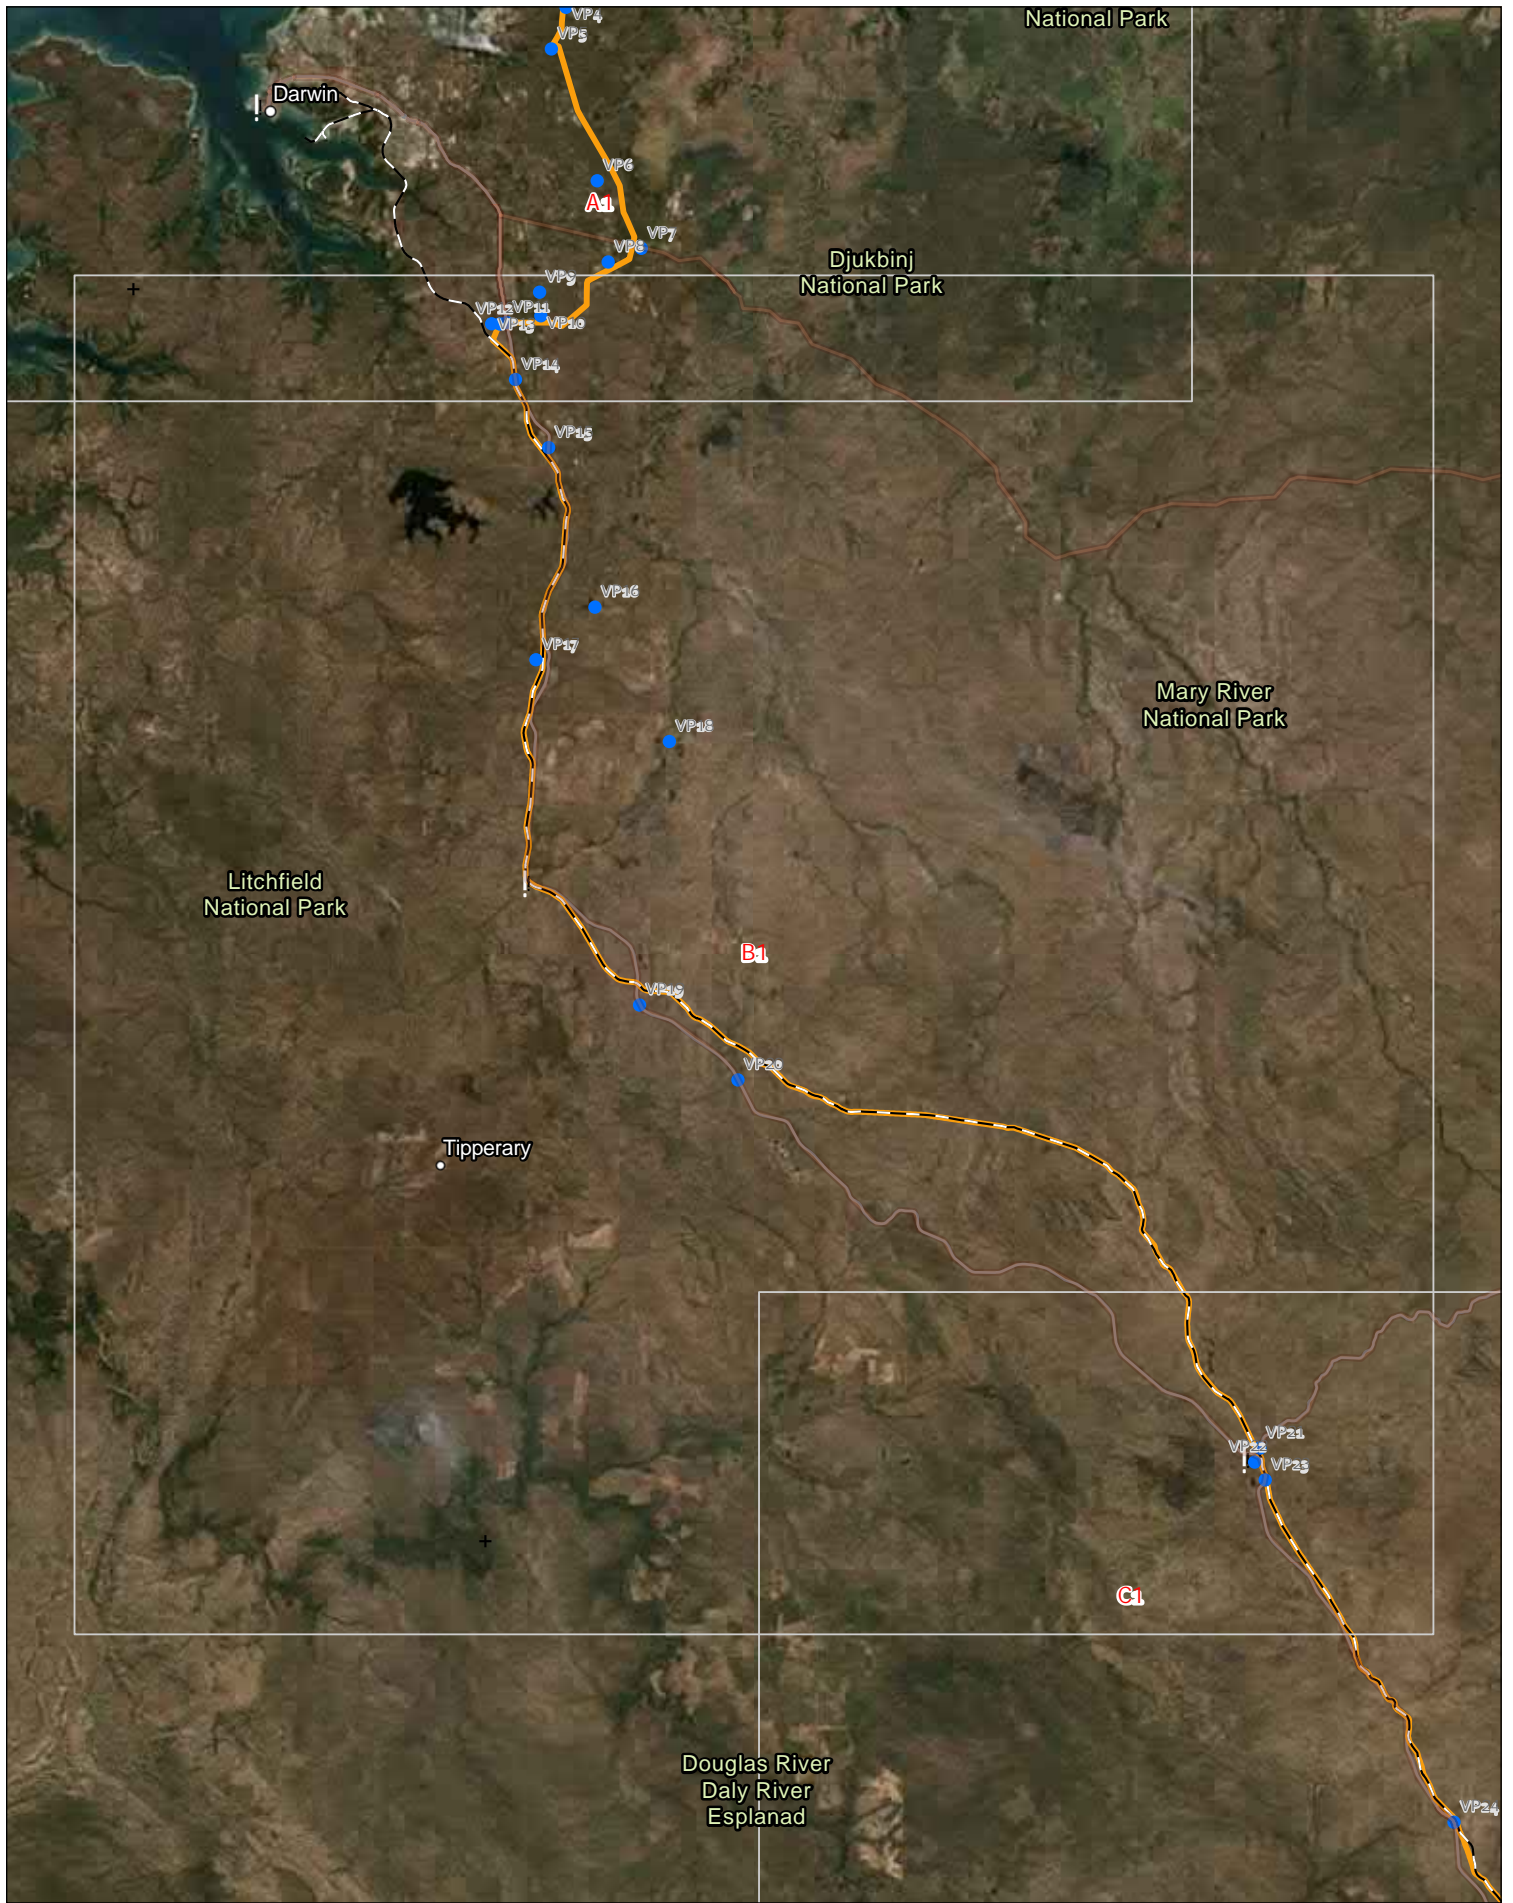 VP4
National Park
VP5
Darwin
VP6
A1
VP7
VP8
Djukbinj
National Park
VP9
VP12
VP11
VP13
VP10
VP14
VP15
VP16
VP17
Mary River
National Park
VP18
Litchfield
National Park
B1
VP19
VP20
Tipperary
VP21
VP22
VP23
C1
Douglas River
Daly River
Esplanad
VP24